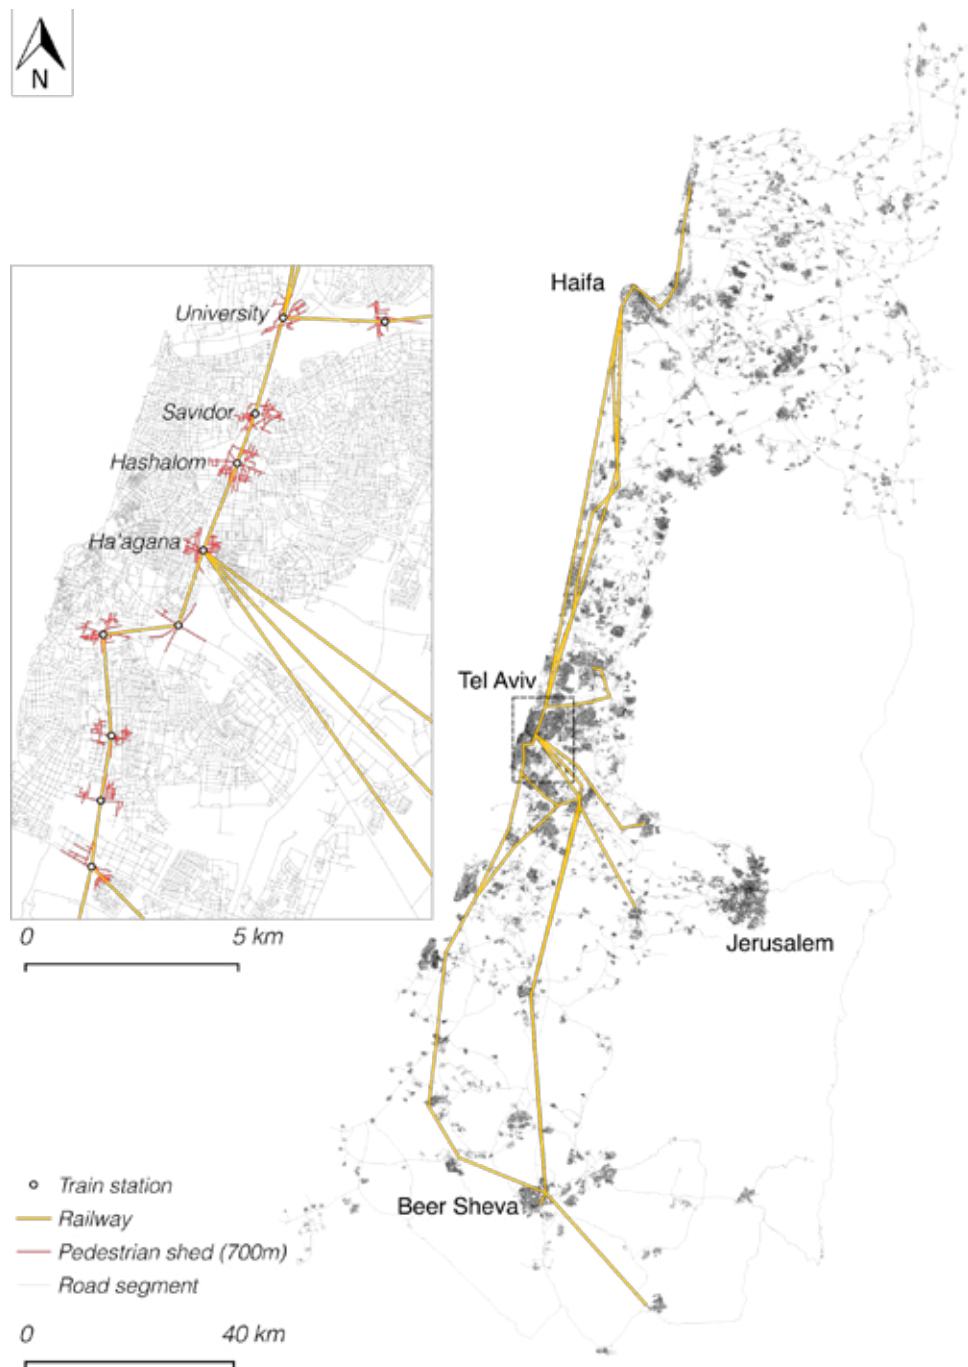 N
Haifa
University
Savidor
Hashalom
Ha'agana
Tel Aviv
0 5 km
Jerusalem
Train station
Beer Sheva
Railway
Pedestrian shed (700m)
Road segment
0 40 km